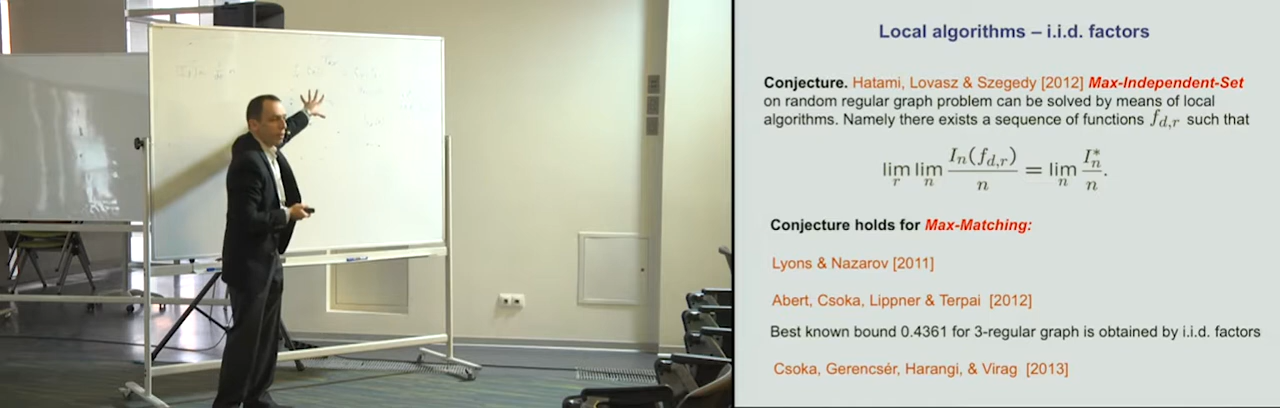 Local algorithms – i.i.d. factors
Conjecture. Hatami, Lovasz & Szegedy [2012] Max-Independent-Set
on random regular graph problem can be solved by means of local
algorithms. Namely there exists a sequence of functions f_{d,r} such that
lim_r lim_n I_n(f_{d,r})/n = lim_n I_n^*/n.
Conjecture holds for Max-Matching:
Lyons & Nazarov [2011]
Abert, Csoka, Lippner & Terpai [2012]
Best known bound 0.4361 for 3-regular graph is obtained by i.i.d. factors
Csoka, Gerencsér, Harangi, & Virag [2013]